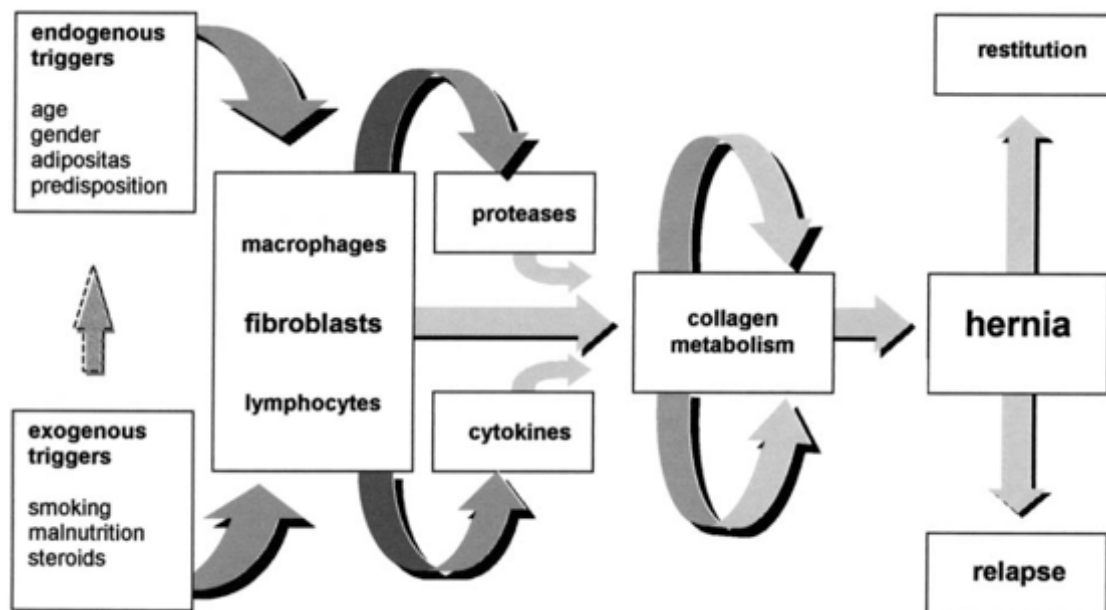 endogenous
triggers
age
gender
adipositas
predisposition
exogenous
triggers
smoking
malnutrition
steroids
macrophages
fibroblasts
lymphocytes
proteases
cytokines
collagen
metabolism
hernia
restitution
relapse